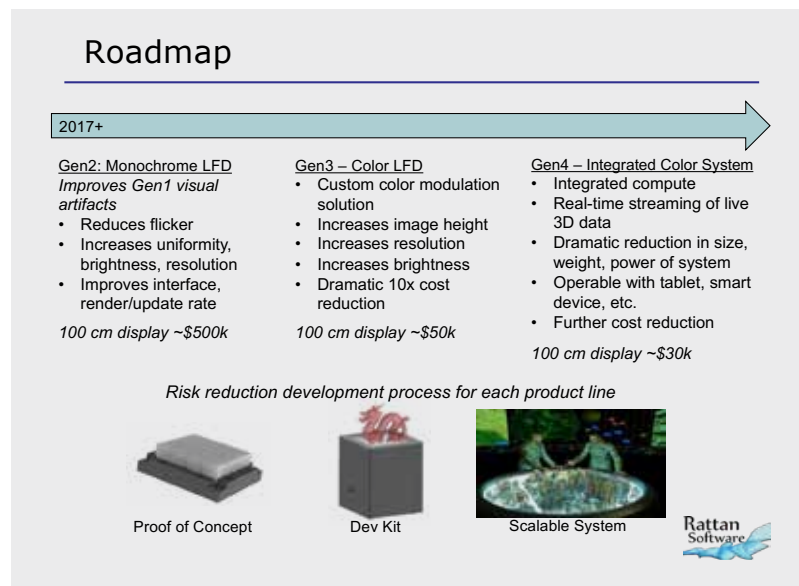 Roadmap
2017+
Gen2: Monochrome LFD
Improves Gen1 visual
artifacts
• Reduces flicker
• Increases uniformity,
brightness, resolution
• Improves interface,
render/update rate
100 cm display ~$500k
Gen3 – Color LFD
• Custom color modulation
solution
• Increases image height
• Increases resolution
• Increases brightness
• Dramatic 10x cost
reduction
100 cm display ~$50k
Gen4 – Integrated Color System
• Integrated compute
• Real-time streaming of live
3D data
• Dramatic reduction in size,
weight, power of system
• Operable with tablet, smart
device, etc.
• Further cost reduction
100 cm display ~$30k
Risk reduction development process for each product line
Proof of Concept
Dev Kit
Scalable System
Rattan
Software